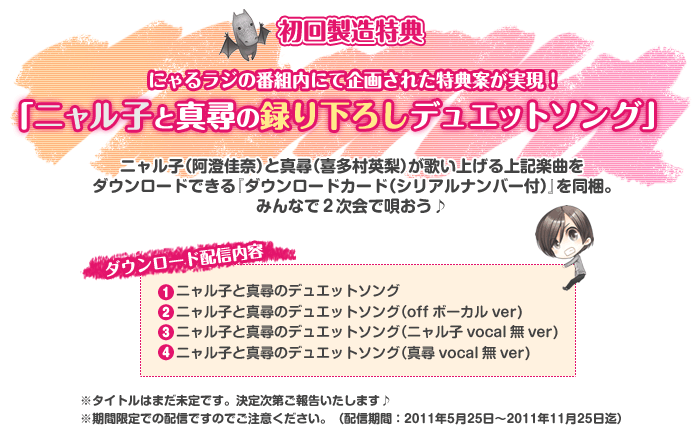 初回製造特典
にゃるラジの番組内にて企画された特典案が実現！
「ニャル子と真尋の録り下ろしデュエットソング」
ニャル子（阿澄佳奈）と真尋（喜多村英梨）が歌い上げる上記楽曲を
ダウンロードできる『ダウンロードカード（シリアルナンバー付）』を同梱。
みんなで２次会で唄おう♪
ダウンロード配信内容
❶ニャル子と真尋のデュエットソング
❷ニャル子と真尋のデュエットソング（off ボーカル ver）
❸ニャル子と真尋のデュエットソング（ニャル子 vocal 無 ver）
❹ニャル子と真尋のデュエットソング（真尋 vocal 無 ver）
※タイトルはまだ未定です。決定次第ご報告いたします♪
※期間限定での配信ですのでご注意ください。（配信期間：2011年5月25日～2011年11月25日迄）